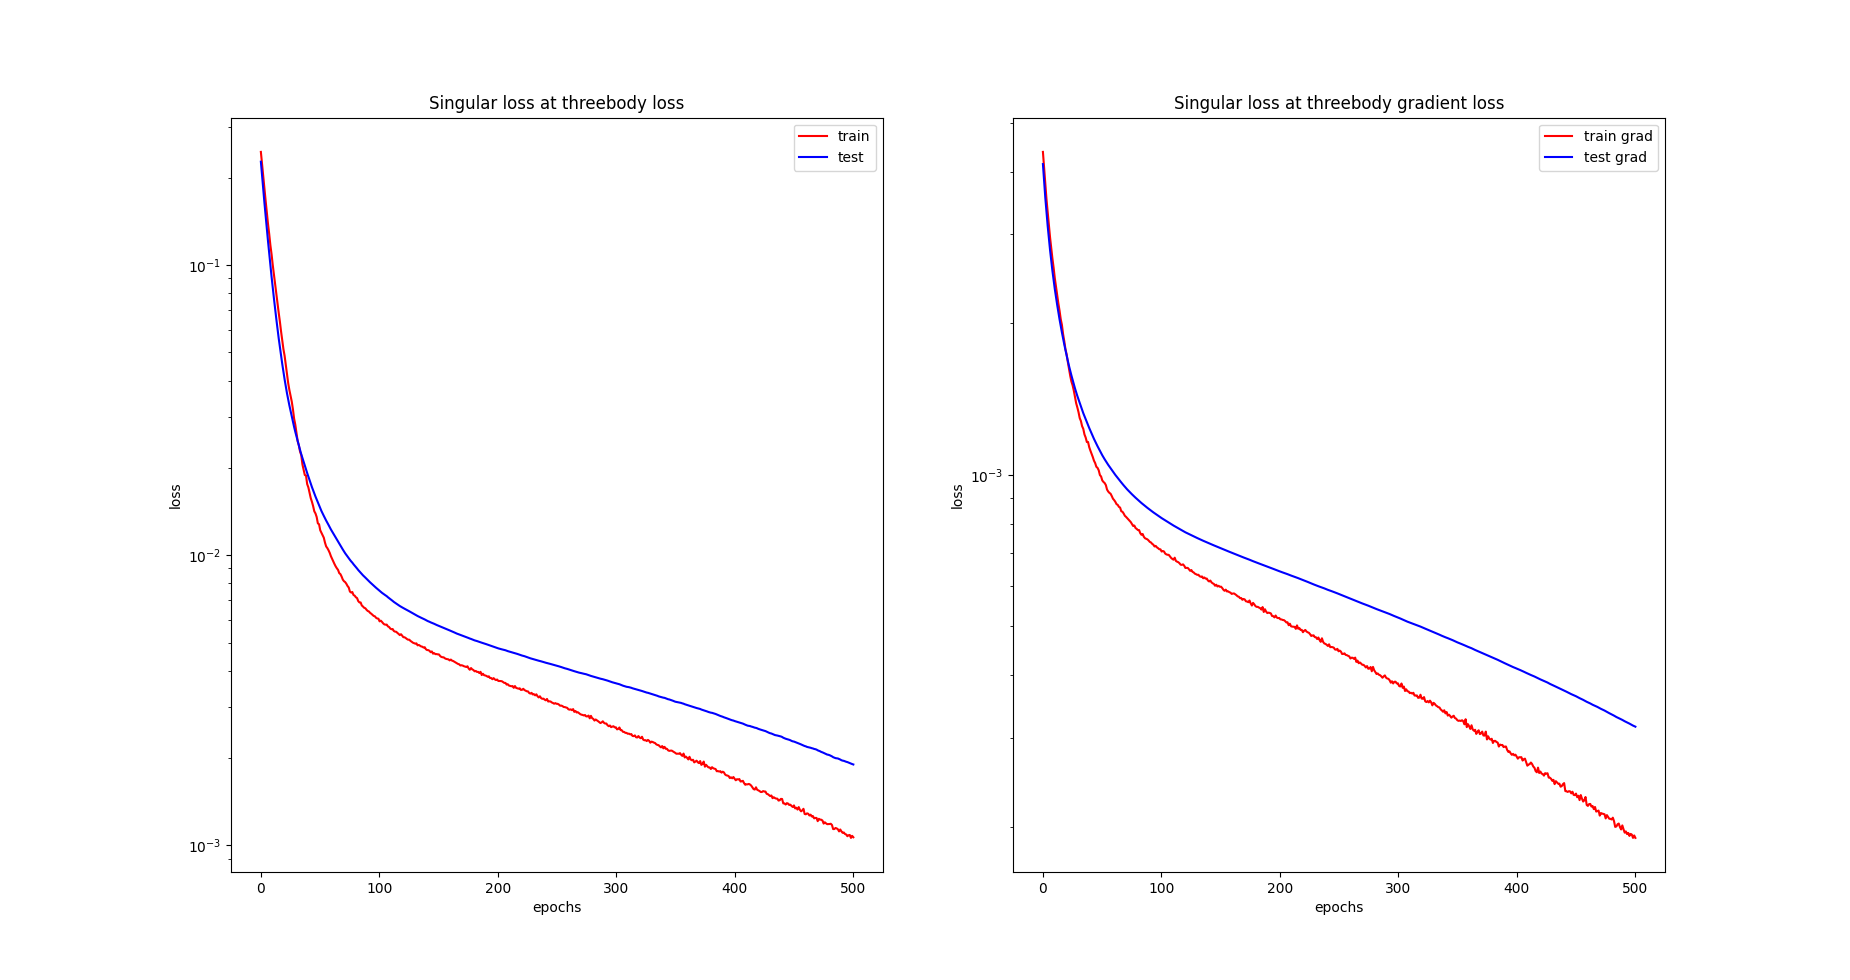 Singular loss at threebody loss
train
test
10⁻¹
10⁻²
10⁻³
loss
0 100 200 300 400 500
epochs
Singular loss at threebody gradient loss
train grad
test grad
10⁻³
loss
0 100 200 300 400 500
epochs